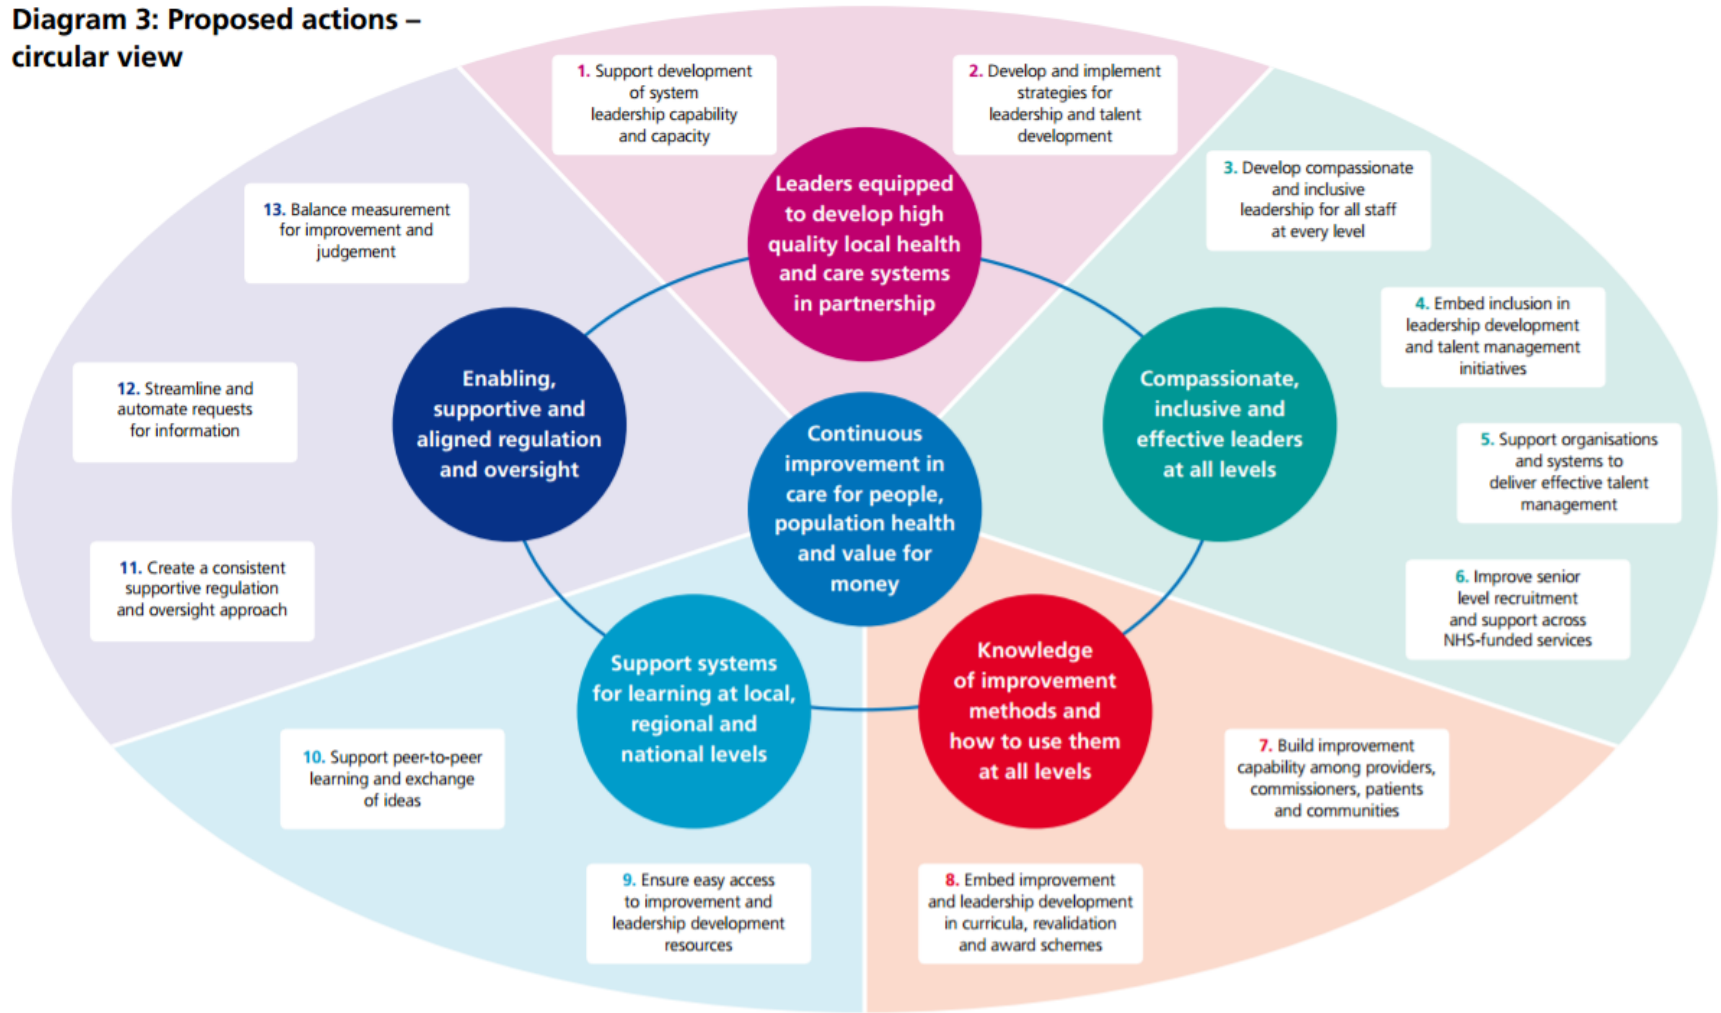 Diagram 3: Proposed actions –
circular view
1. Support development
of system
leadership capability
and capacity
2. Develop and implement
strategies for
leadership and talent
development
3. Develop compassionate
and inclusive
leadership for all staff
at every level
4. Embed inclusion in
leadership development
and talent management
initiatives
5. Support organisations
and systems to
deliver effective talent
management
6. Improve senior
level recruitment
and support across
NHS-funded services
7. Build improvement
capability among providers,
commissioners, patients
and communities
8. Embed improvement
and leadership development
in curricula, revalidation
and award schemes
9. Ensure easy access
to improvement and
leadership development
resources
10. Support peer-to-peer
learning and exchange
of ideas
11. Create a consistent
supportive regulation
and oversight approach
12. Streamline and
automate requests
for information
13. Balance measurement
for improvement and
judgement
Leaders equipped
to develop high
quality local health
and care systems
in partnership
Compassionate,
inclusive and
effective leaders
at all levels
Knowledge
of improvement
methods and
how to use them
at all levels
Support systems
for learning at local,
regional and
national levels
Enabling,
supportive and
aligned regulation
and oversight
Continuous
improvement in
care for people,
population health
and value for
money